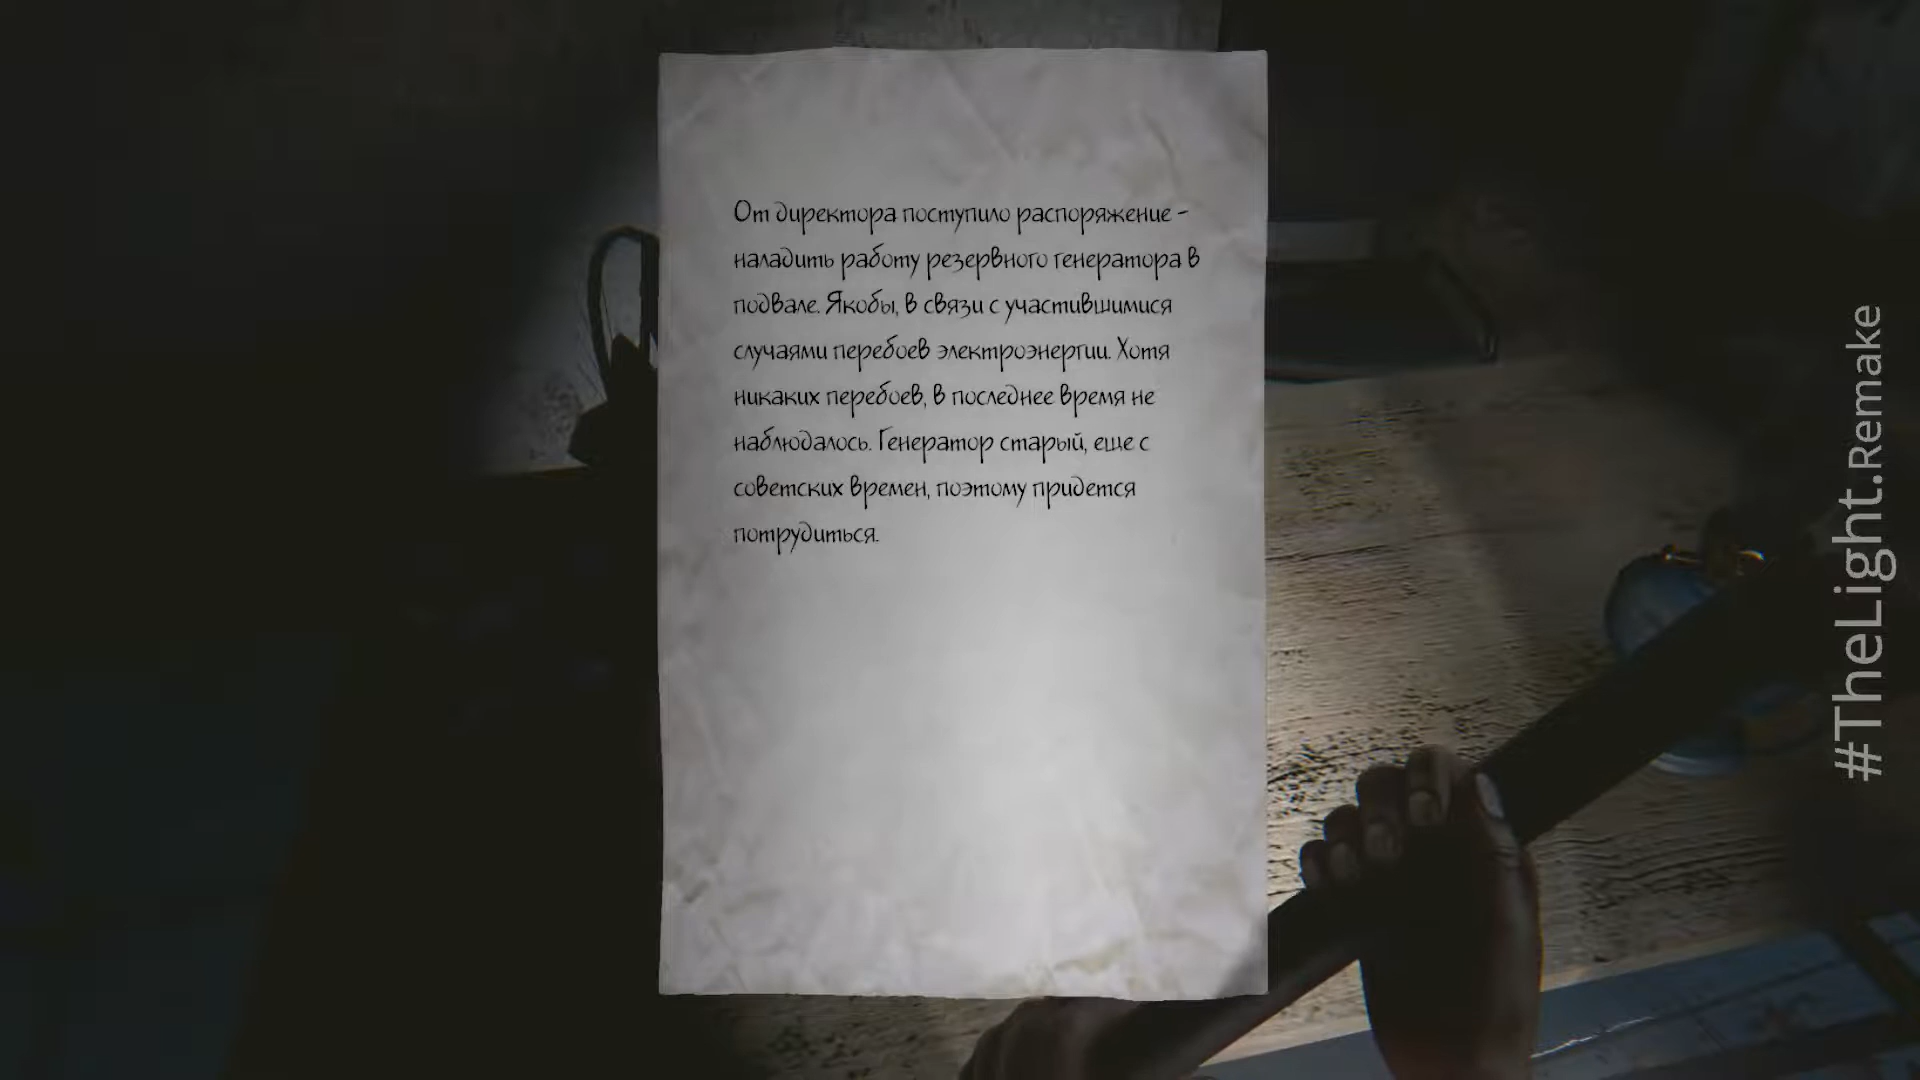 От директора поступило распоряжение -
наладить работу резервного генератора в
подвале. Якобы, в связи с участившимися
случаями перебоев электроэнергии. Хотя
никаких перебоев, в последнее время не
наблюдалось. Генератор старый, еще с
советских времен, поэтому придется
потрудиться.
#TheLight.Remake